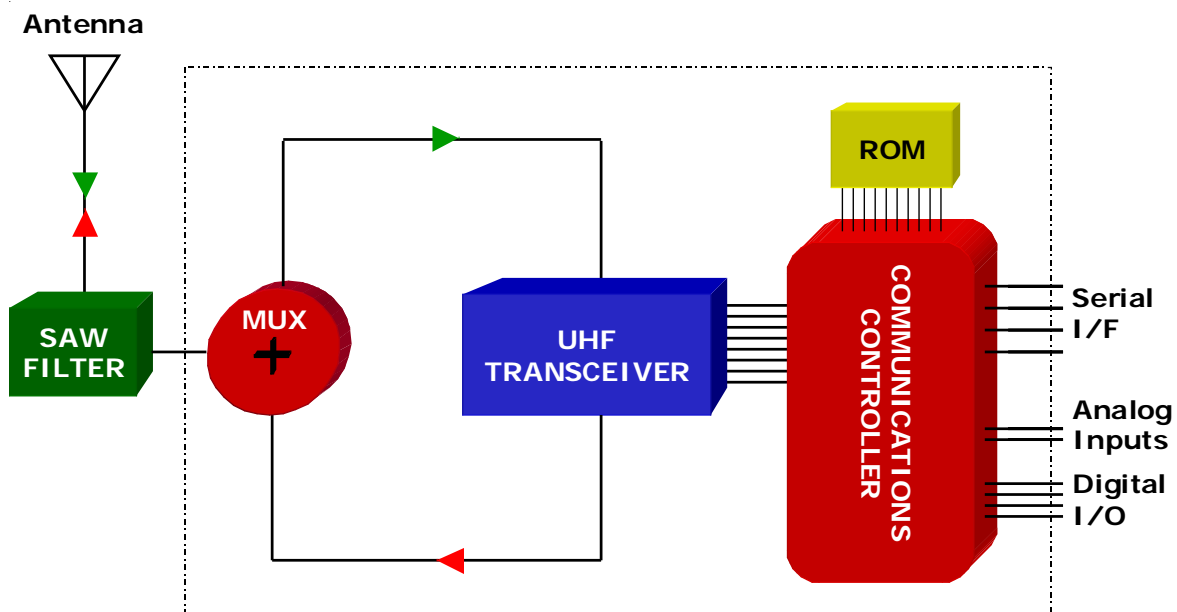 Antenna
ROM
MUX
SAW
FILTER
UHF
TRANSCEIVER
COMMUNICATIONS
CONTROLLER
Serial
I/F
Analog
Inputs
Digital
I/O